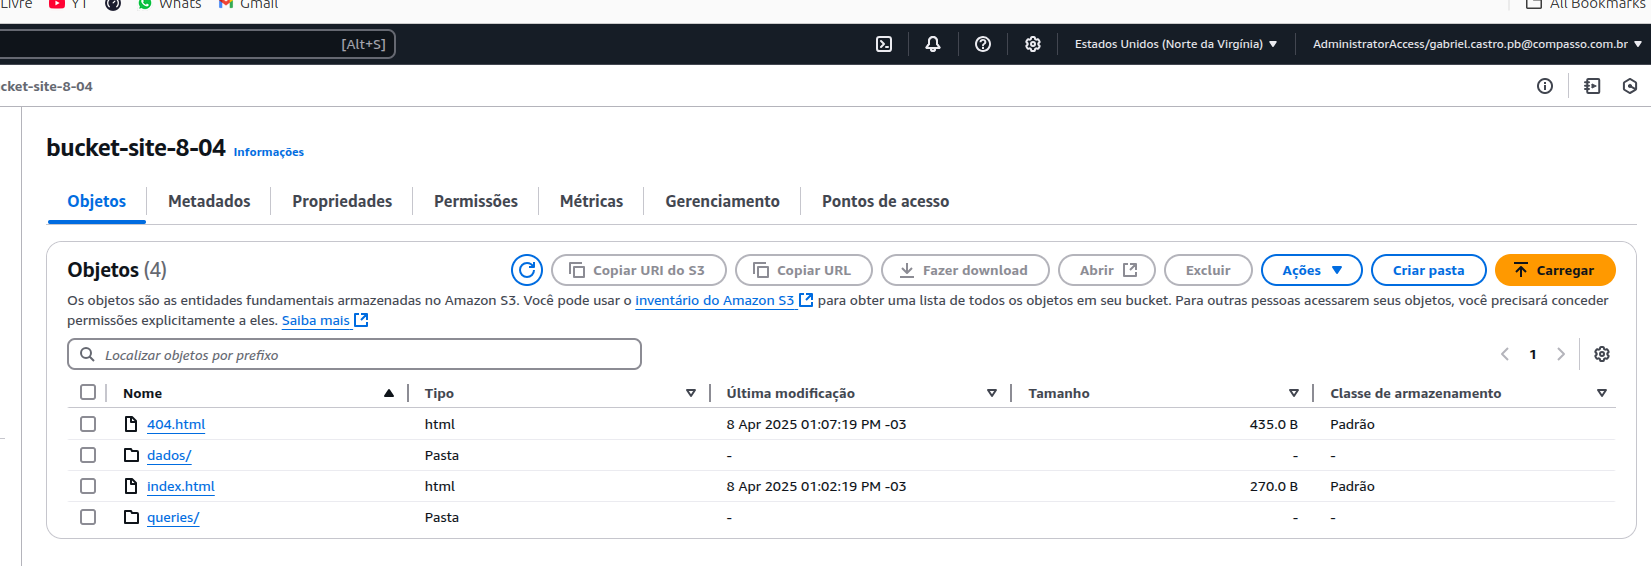 Livre YT Whats Gmail All Bookmarks
[Alt+S] Estados Unidos (Norte da Virgínia) AdministratorAccess/gabriel.castro.pb@compasso.com.br
cket-site-8-04
bucket-site-8-04 Informações
Objetos Metadados Propriedades Permissões Métricas Gerenciamento Pontos de acesso
Objetos (4) Copiar URI do S3 Copiar URL Fazer download Abrir Excluir Ações Criar pasta Carregar
Os objetos são as entidades fundamentais armazenadas no Amazon S3. Você pode usar o inventário do Amazon S3 para obter uma lista de todos os objetos em seu bucket. Para outras pessoas acessarem seus objetos, você precisará conceder
permissões explicitamente a eles. Saiba mais
Localizar objetos por prefixo 1
Nome Tipo Última modificação Tamanho Classe de armazenamento
404.html html 8 Apr 2025 01:07:19 PM -03 435.0 B Padrão
dados/ Pasta - - -
index.html html 8 Apr 2025 01:02:19 PM -03 270.0 B Padrão
queries/ Pasta - - -